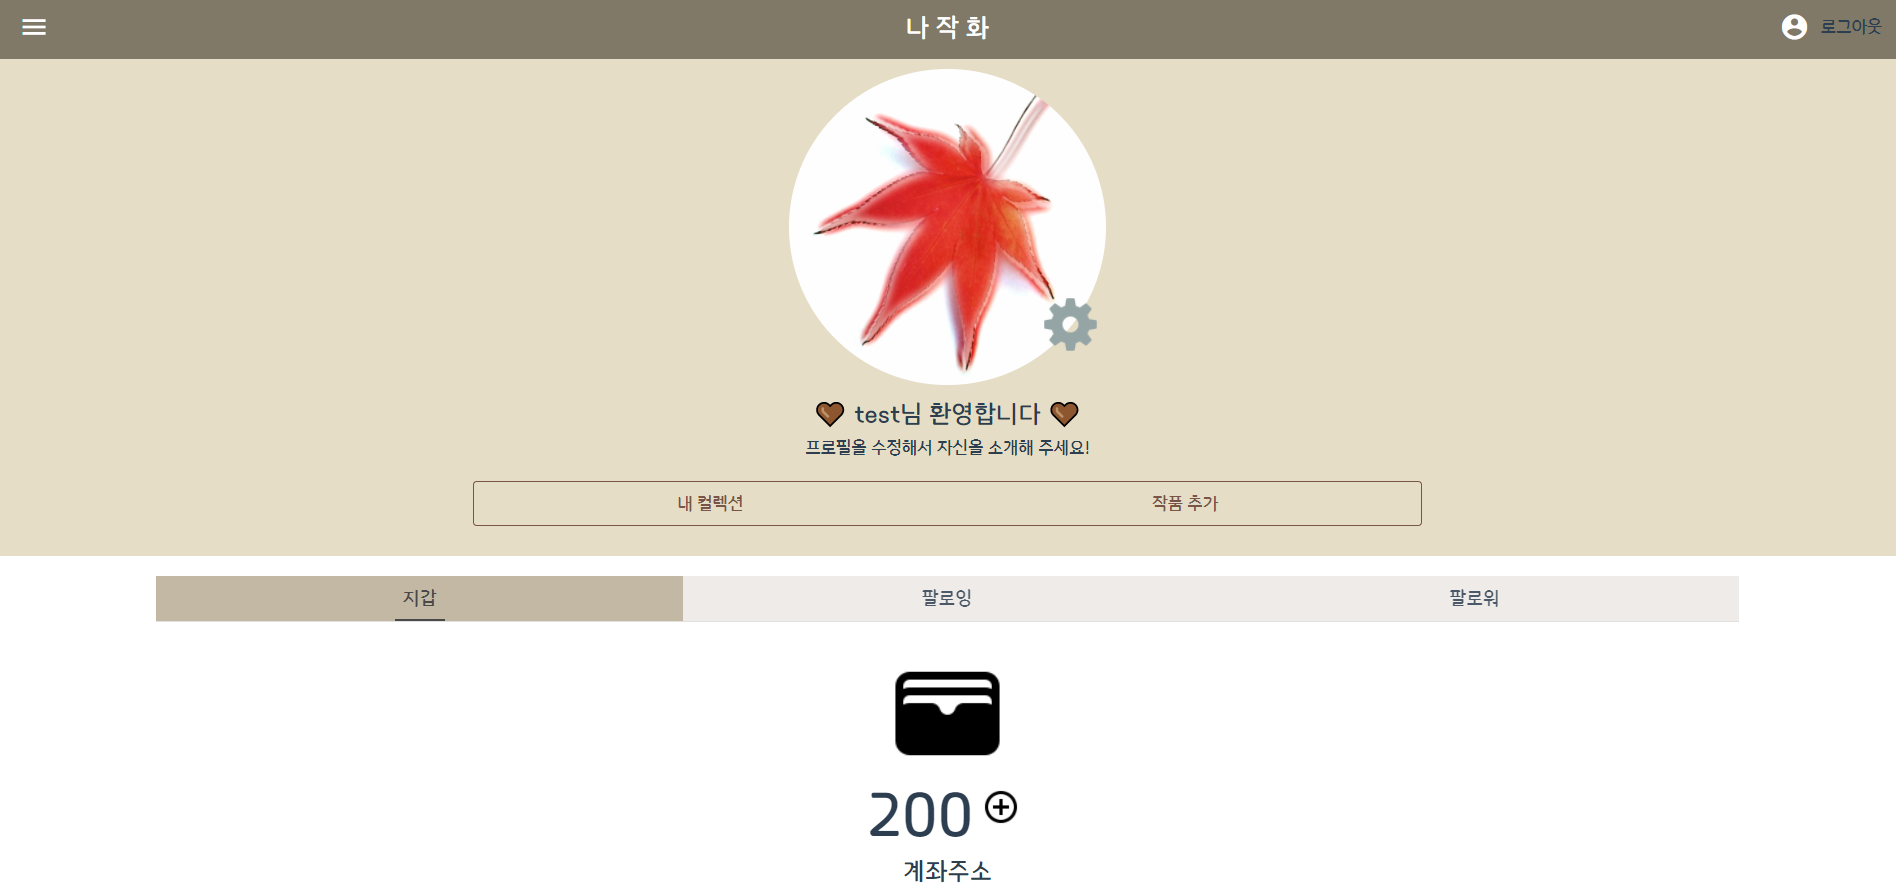 나 작 화
로그아웃
test님 환영합니다
프로필을 수정해서 자신을 소개해 주세요!
내 컬렉션
작품 추가
지갑
팔로잉
팔로워
200
계좌주소